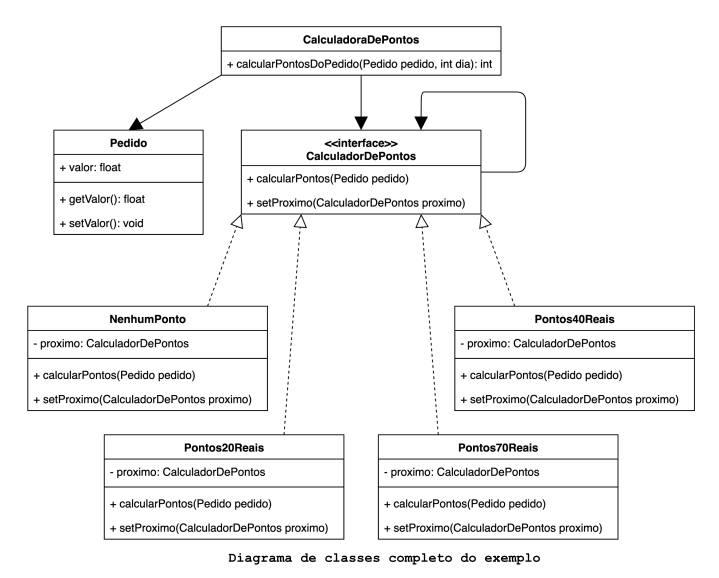 CalculadoraDePontos
+ calcularPontosDoPedido(Pedido pedido, int dia): int
Pedido
+ valor: float
+ getValor(): float
+ setValor(): void
<<interface>>
CalculadorDePontos
+ calcularPontos(Pedido pedido)
+ setProximo(CalculadorDePontos proximo)
NenhumPonto
- proximo: CalculadorDePontos
+ calcularPontos(Pedido pedido)
+ setProximo(CalculadorDePontos proximo)
Pontos40Reais
- proximo: CalculadorDePontos
+ calcularPontos(Pedido pedido)
+ setProximo(CalculadorDePontos proximo)
Pontos20Reais
- proximo: CalculadorDePontos
+ calcularPontos(Pedido pedido)
+ setProximo(CalculadorDePontos proximo)
Pontos70Reais
- proximo: CalculadorDePontos
+ calcularPontos(Pedido pedido)
+ setProximo(CalculadorDePontos proximo)
Diagrama de classes completo do exemplo